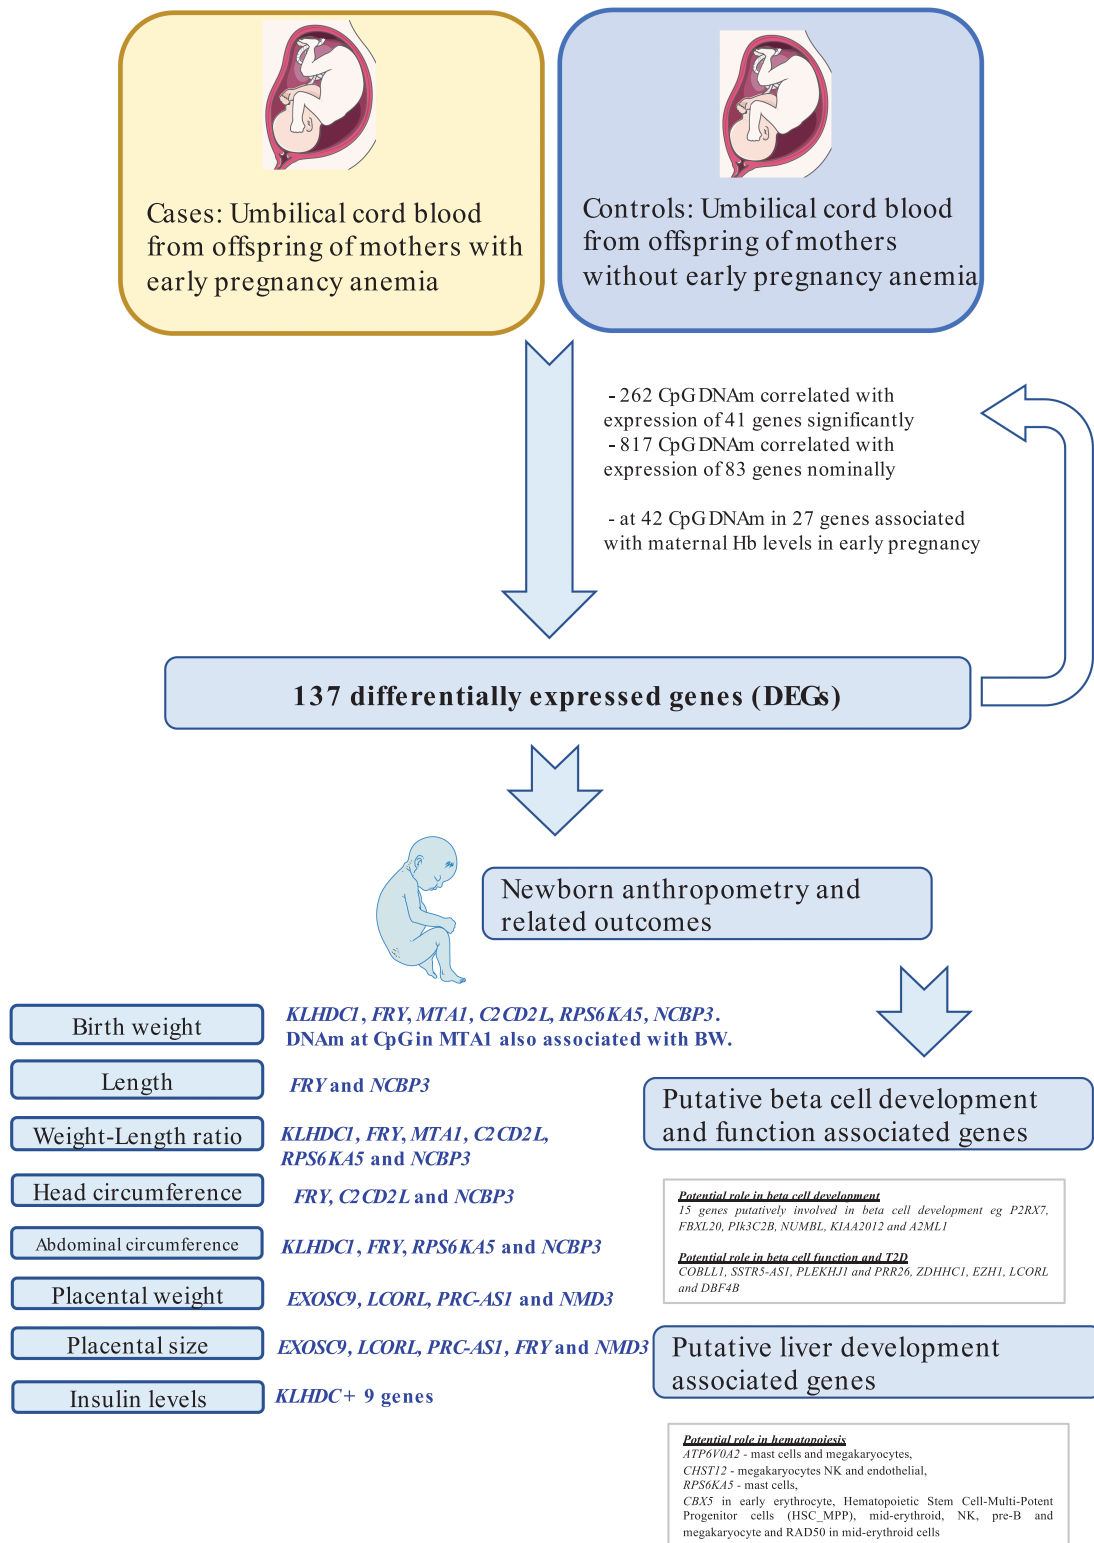 Cases: Umbilical cord blood
from offspring of mothers with
early pregnancy anemia
Controls: Umbilical cord blood
from offspring of mothers
without early pregnancy anemia
- 262 CpG DNAm correlated with
expression of 41 genes significantly
- 817 CpG DNAm correlated with
expression of 83 genes nominally
- at 42 CpG DNAm in 27 genes associated
with maternal Hb levels in early pregnancy
137 differentially expressed genes (DEGs)
Newborn anthropometry and
related outcomes
Birth weight
KLHDC1, FRY, MTA1, C2CD2L, RPS6KA5, NCBP3.
DNAm at CpG in MTA1 also associated with BW.
Length
FRY and NCBP3
Weight-Length ratio
KLHDC1, FRY, MTA1, C2CD2L,
RPS6KA5 and NCBP3
Head circumference
FRY, C2CD2L and NCBP3
Abdominal circumference
KLHDC1, FRY, RPS6KA5 and NCBP3
Placental weight
EXOSC9, LCORL, PRC-AS1 and NMD3
Placental size
EXOSC9, LCORL, PRC-AS1, FRY and NMD3
Insulin levels
KLHDC + 9 genes
Putative beta cell development
and function associated genes
Potential role in beta cell development
15 genes putatively involved in beta cell development eg P2RX7,
FBXL20, PIk3C2B, NUMBL, KIAA2012 and A2ML1
Potential role in beta cell function and T2D
COBLL1, SSTR5-AS1, PLEKHJ1 and PRR26, ZDHHC1, EZH1, LCORL
and DBF4B
Putative liver development
associated genes
Potential role in hematopoiesis
ATP6V0A2 - mast cells and megakaryocytes,
CHST12 - megakaryocytes NK and endothelial,
RPS6KA5 - mast cells,
CBX5 in early erythrocyte, Hematopoietic Stem Cell-Multi-Potent
Progenitor cells (HSC_MPP), mid-erythroid, NK, pre-B and
megakaryocyte and RAD50 in mid-erythroid cells